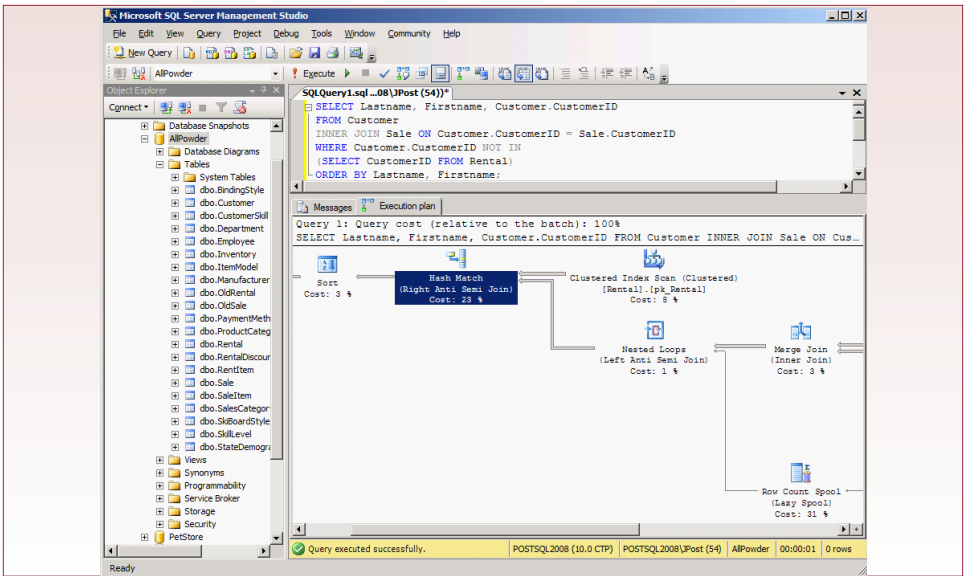 Microsoft SQL Server Management Studio
File Edit View Query Project Debug Tools Window Community Help
New Query
AllPowder
Execute
Object Explorer
SQLQuery1.sql ...08\JPost (54))*
Connect
SELECT Lastname, Firstname, Customer.CustomerID
FROM Customer
INNER JOIN Sale ON Customer.CustomerID = Sale.CustomerID
WHERE Customer.CustomerID NOT IN
(SELECT CustomerID FROM Rental)
ORDER BY Lastname, Firstname;
Database Snapshots
AllPowder
Database Diagrams
Tables
System Tables
dbo.BindingStyle
dbo.Customer
dbo.CustomerSkill
dbo.Department
dbo.Employee
dbo.Inventory
dbo.ItemModel
dbo.Manufacturer
dbo.OldRental
dbo.OldSale
dbo.PaymentMeth
dbo.ProductCateg
dbo.Rental
dbo.RentalDiscour
dbo.RentItem
dbo.Sale
dbo.SaleItem
dbo.SalesCategor
dbo.SkiBoardStyle
dbo.SkillLevel
dbo.StateDemogra
Views
Synonyms
Programmability
Service Broker
Storage
Security
PetStore
Messages Execution plan
Query 1: Query cost (relative to the batch): 100%
SELECT Lastname, Firstname, Customer.CustomerID FROM Customer INNER JOIN Sale ON Cus...
Sort
Cost: 3 %
Hash Match
(Right Anti Semi Join)
Cost: 23 %
Clustered Index Scan (Clustered)
[Rental].[pk_Rental]
Cost: 8 %
Nested Loops
(Left Anti Semi Join)
Cost: 1 %
Merge Join
(Inner Join)
Cost: 3 %
Row Count Spool
(Lazy Spool)
Cost: 31 %
Query executed successfully.
POSTSQL2008 (10.0 CTP) POSTSQL2008\JPost (54) AllPowder 00:00:01 0 rows
Ready